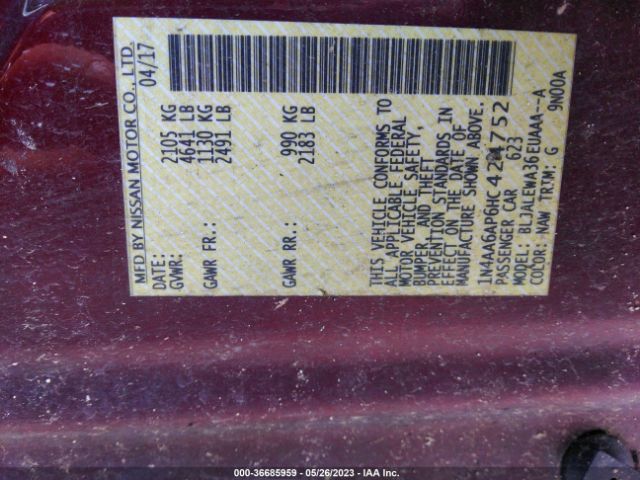 MFD BY NISSAN MOTOR CO., LTD.
DATE: 04/17
GVWR: 2105 KG
4641 LB
GAWR FR: 1130 KG
2491 LB
GAWR RR: 990 KG
2183 LB
THIS VEHICLE CONFORMS TO
ALL APPLICABLE FEDERAL
MOTOR VEHICLE SAFETY,
BUMPER, AND THEFT
PREVENTION STANDARDS IN
EFFECT ON THE DATE OF
MANUFACTURE SHOWN ABOVE.
1N4AA6AP6HC424752
PASSENGER CAR 623
MODEL: BLJALEWA36EUAAA--A
COLOR: NAW TRIM: G 9N00A
000-36685959 - 05/26/2023 - IAA Inc.